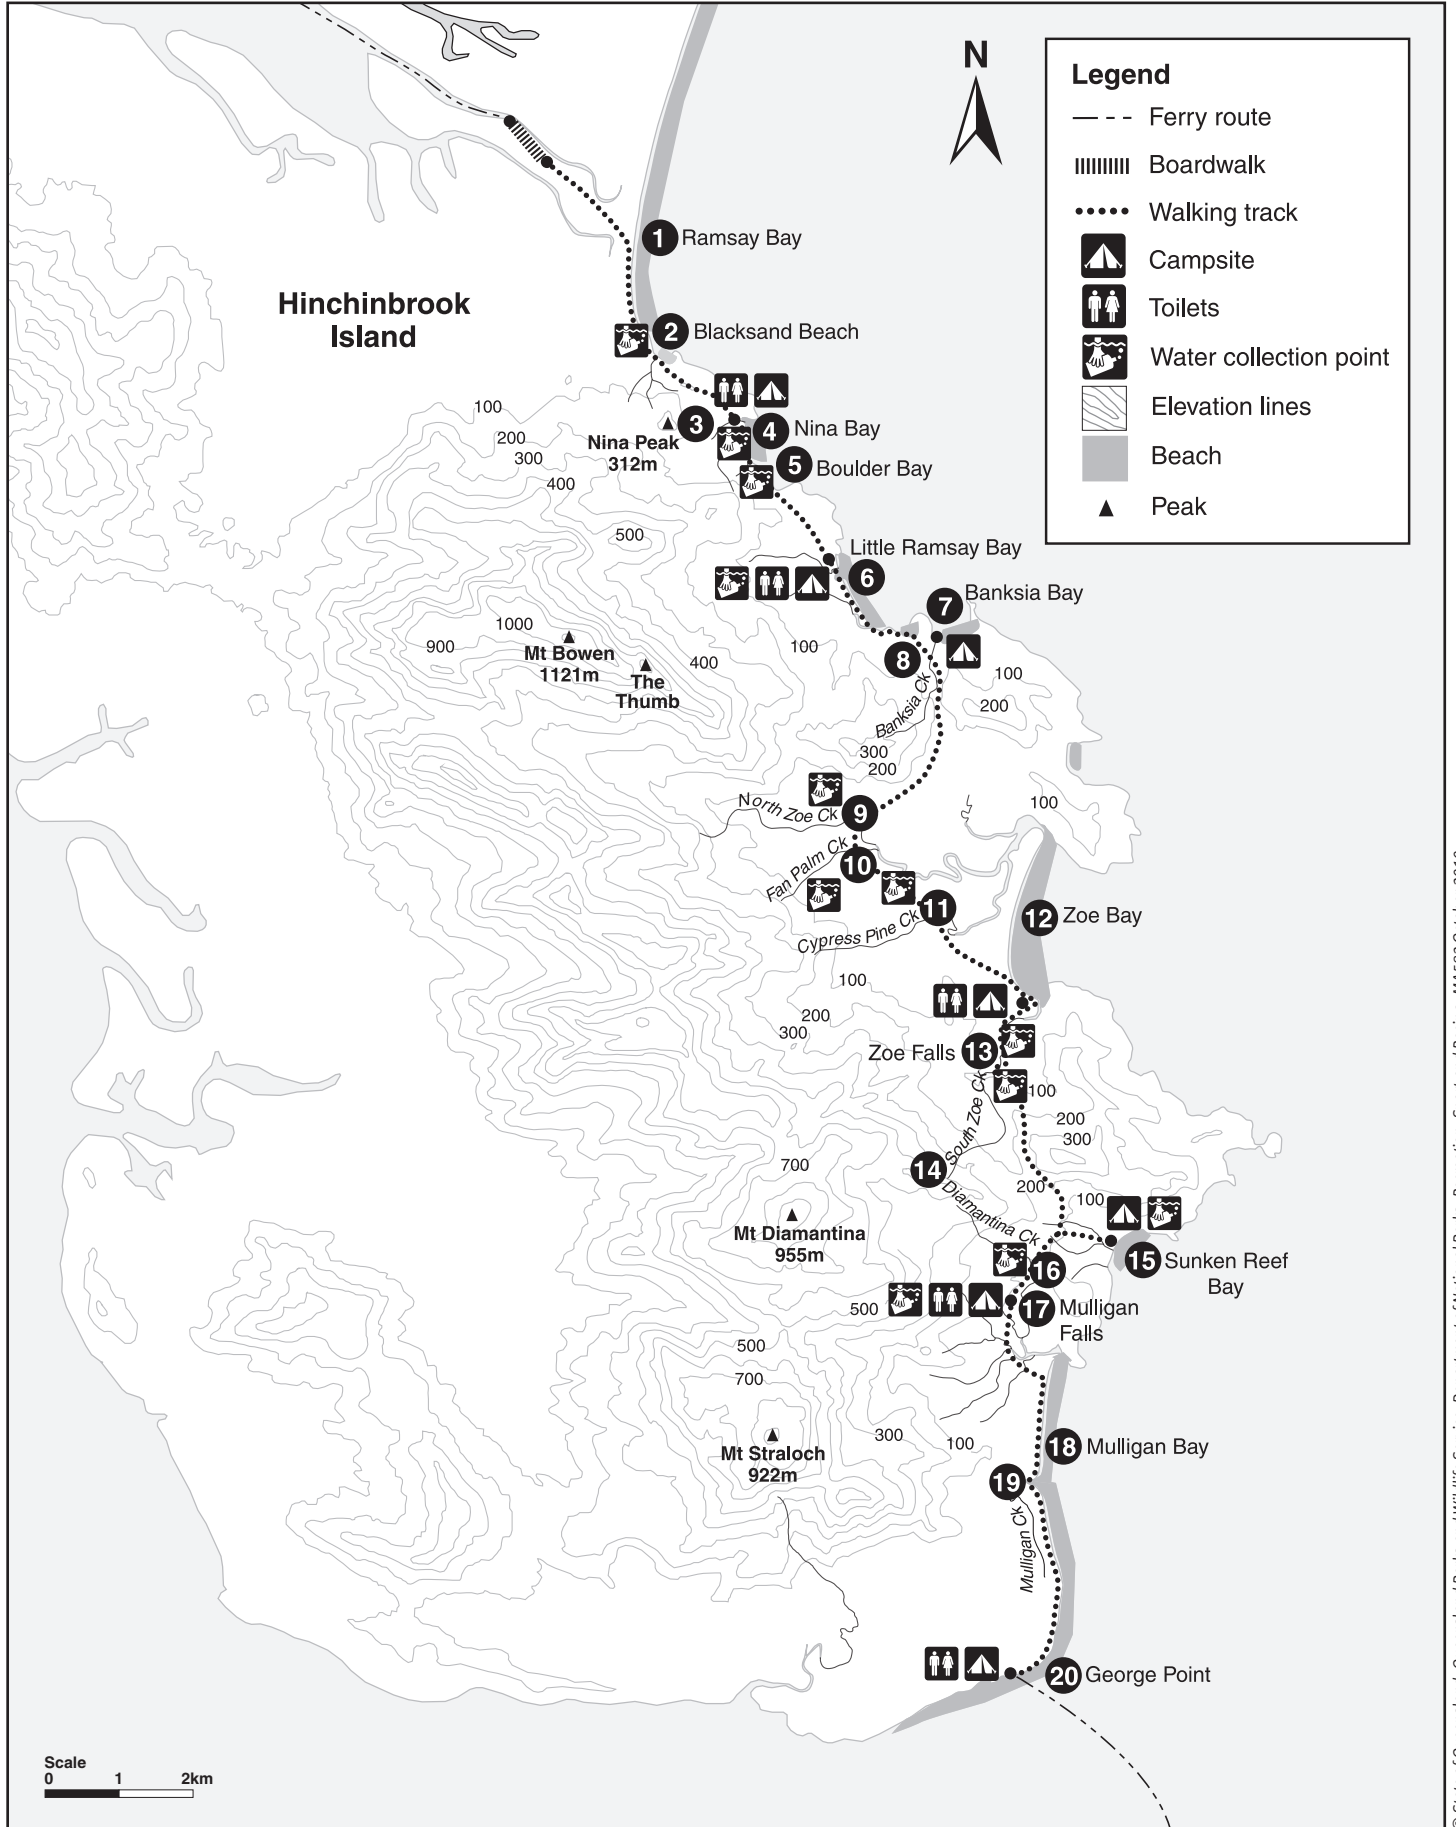 N
Legend
Ferry route
Boardwalk
Walking track
Campsite
Toilets
Water collection point
Elevation lines
Beach
Peak
1 Ramsay Bay
Hinchinbrook
Island
2 Blacksand Beach
100
200
300
400
500
3
Nina Peak
312m
4 Nina Bay
5 Boulder Bay
Little Ramsay Bay
6
7
Banksia Bay
8
100
100
200
1000
900
Mt Bowen
1121m
400
The
Thumb
Banksia Ck
300
200
North Zoe Ck
9
100
Fan Palm Ck
10
11
Cypress Pine Ck
12 Zoe Bay
100
200
300
Zoe Falls 13
100
200
300
South Zoe Ck
14
700
200
100
Diamantina Ck
Mt Diamantina
955m
15 Sunken Reef
Bay
16
500
17 Mulligan
Falls
500
700
Mt Straloch
922m
300
100
18 Mulligan Bay
19
Mulligan Ck
20 George Point
Scale
0 1 2km